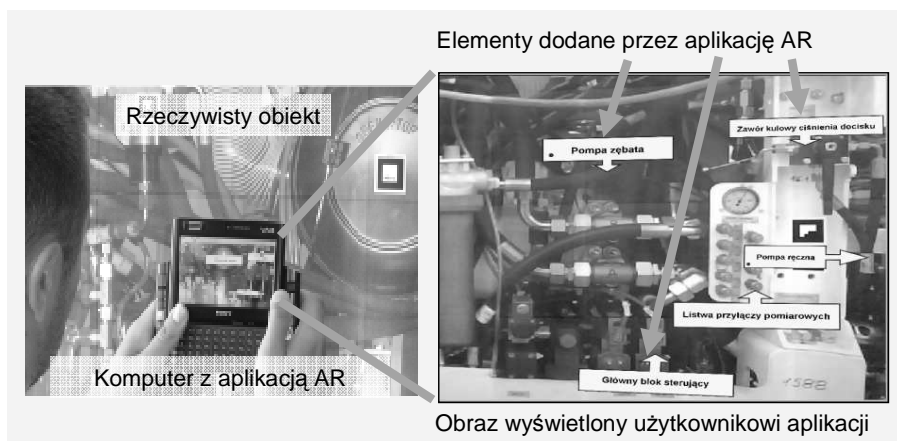 Elementy dodane przez aplikację AR
Rzeczywisty obiekt
Zawór kulowy ciśnienia docisku
Pompa zębata
Pompa ręczna
Listwa przyłączy pomiarowych
Główny blok sterujący
1588
Komputer z aplikacją AR
Obraz wyświetlony użytkownikowi aplikacji